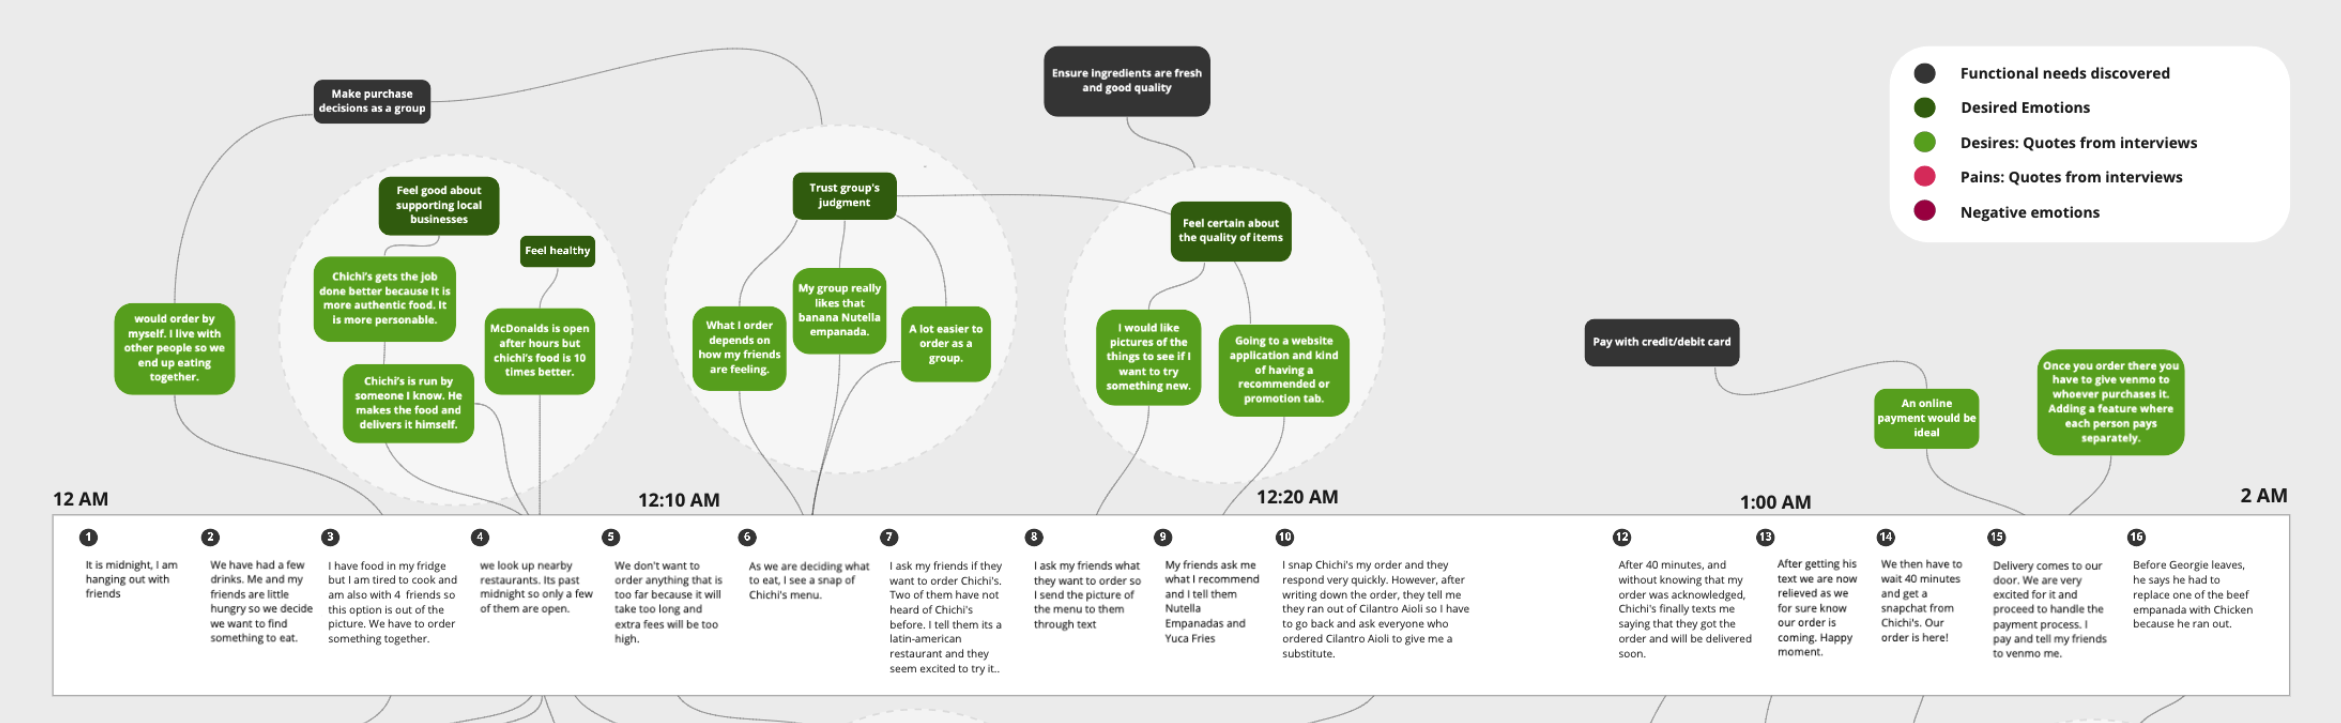 Make purchase
decisions as a group
Ensure ingredients are fresh
and good quality
Functional needs discovered
Desired Emotions
Desires: Quotes from interviews
Pains: Quotes from interviews
Negative emotions
Feel good about
supporting local
businesses
Feel healthy
Trust group's
judgment
Feel certain about
the quality of items
would order by
myself. I live with
other people so we
end up eating
together.
Chichi's gets the job
done better because It is
more authentic food. It
is more personable.
Chichi's is run by
someone I know. He
makes the food and
delivers it himself.
McDonalds is open
after hours but
chichi's food is 10
times better.
What I order
depends on
how my friends
are feeling.
My group really
likes that
banana Nutella
empanada.
A lot easier to
order as a
group.
I would like
pictures of the
things to see if I
want to try
something new.
Going to a website
application and kind
of having a
recommended or
promotion tab.
Pay with credit/debit card
An online
payment would be
ideal
Once you order there you
have to give venmo to
whoever purchases it.
Adding a feature where
each person pays
separately.
12 AM
12:10 AM
12:20 AM
1:00 AM
2 AM
1
It is midnight, I am
hanging out with
friends
2
We have had a few
drinks. Me and my
friends are little
hungry so we decide
we want to find
something to eat.
3
I have food in my fridge
but I am tired to cook and
am also with 4 friends so
this option is out of the
picture. We have to order
something together.
4
we look up nearby
restaurants. Its past
midnight so only a few
of them are open.
5
We don't want to
order anything that is
too far because it will
take too long and
extra fees will be too
high.
6
As we are deciding what
to eat, I see a snap of
Chichi's menu.
7
I ask my friends if they
want to order Chichi's.
Two of them have not
heard of Chichi's
before. I tell them its a
latin-american
restaurant and they
seem excited to try it..
8
I ask my friends what
they want to order so
I send the picture of
the menu to them
through text
9
My friends ask me
what I recommend
and I tell them
Nutella
Empanadas and
Yuca Fries
10
I snap Chichi's my order and they
respond very quickly. However, after
writing down the order, they tell me
they ran out of Cilantro Aioli so I have
to go back and ask everyone who
ordered Cilantro Aioli to give me a
substitute.
12
After 40 minutes, and
without knowing that my
order was acknowledged,
Chichi's finally texts me
saying that they got the
order and will be delivered
soon.
13
After getting his
text we are now
relieved as we
for sure know
our order is
coming. Happy
moment.
14
We then have to
wait 40 minutes
and get a
snapchat from
Chichi's. Our
order is here!
15
Delivery comes to our
door. We are very
excited for it and
proceed to handle the
payment process. I
pay and tell my friends
to venmo me.
16
Before Georgie leaves,
he says he had to
replace one of the beef
empanada with Chicken
because he ran out.